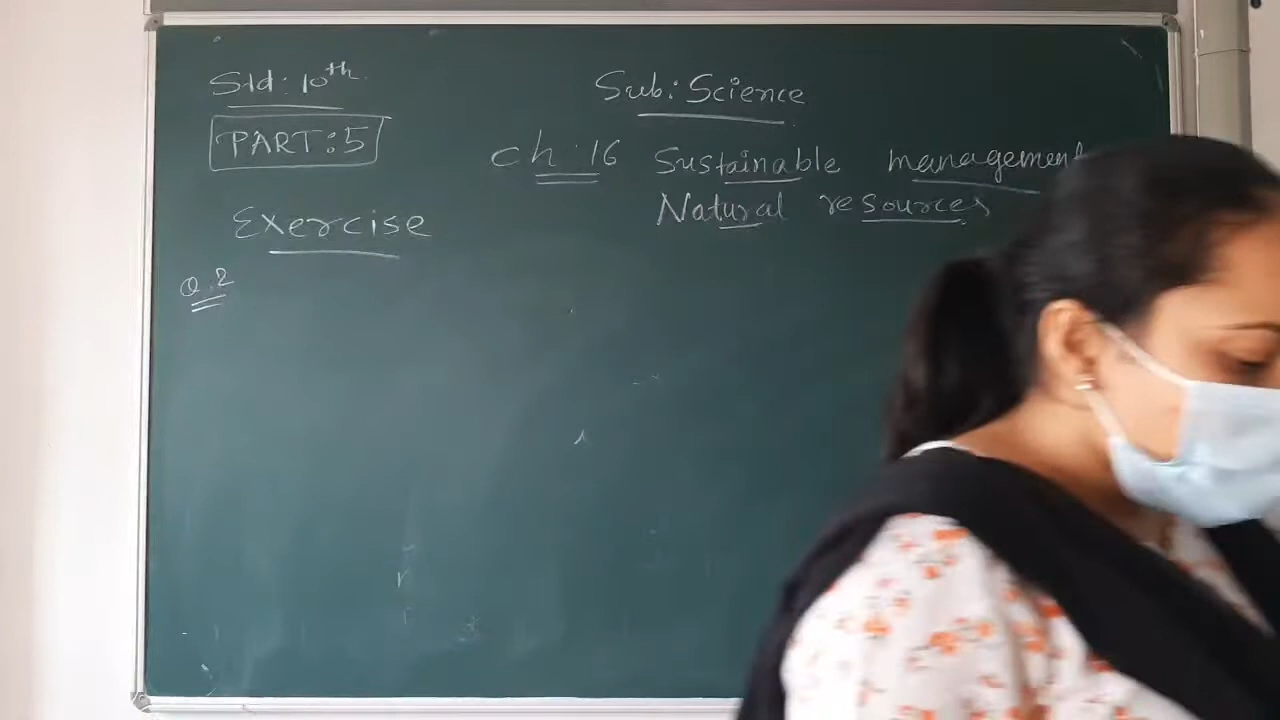 Std: 10th.
Sub: Science
PART: 5
Ch. 16 Sustainable management
Natural resources
Exercise
Q.2